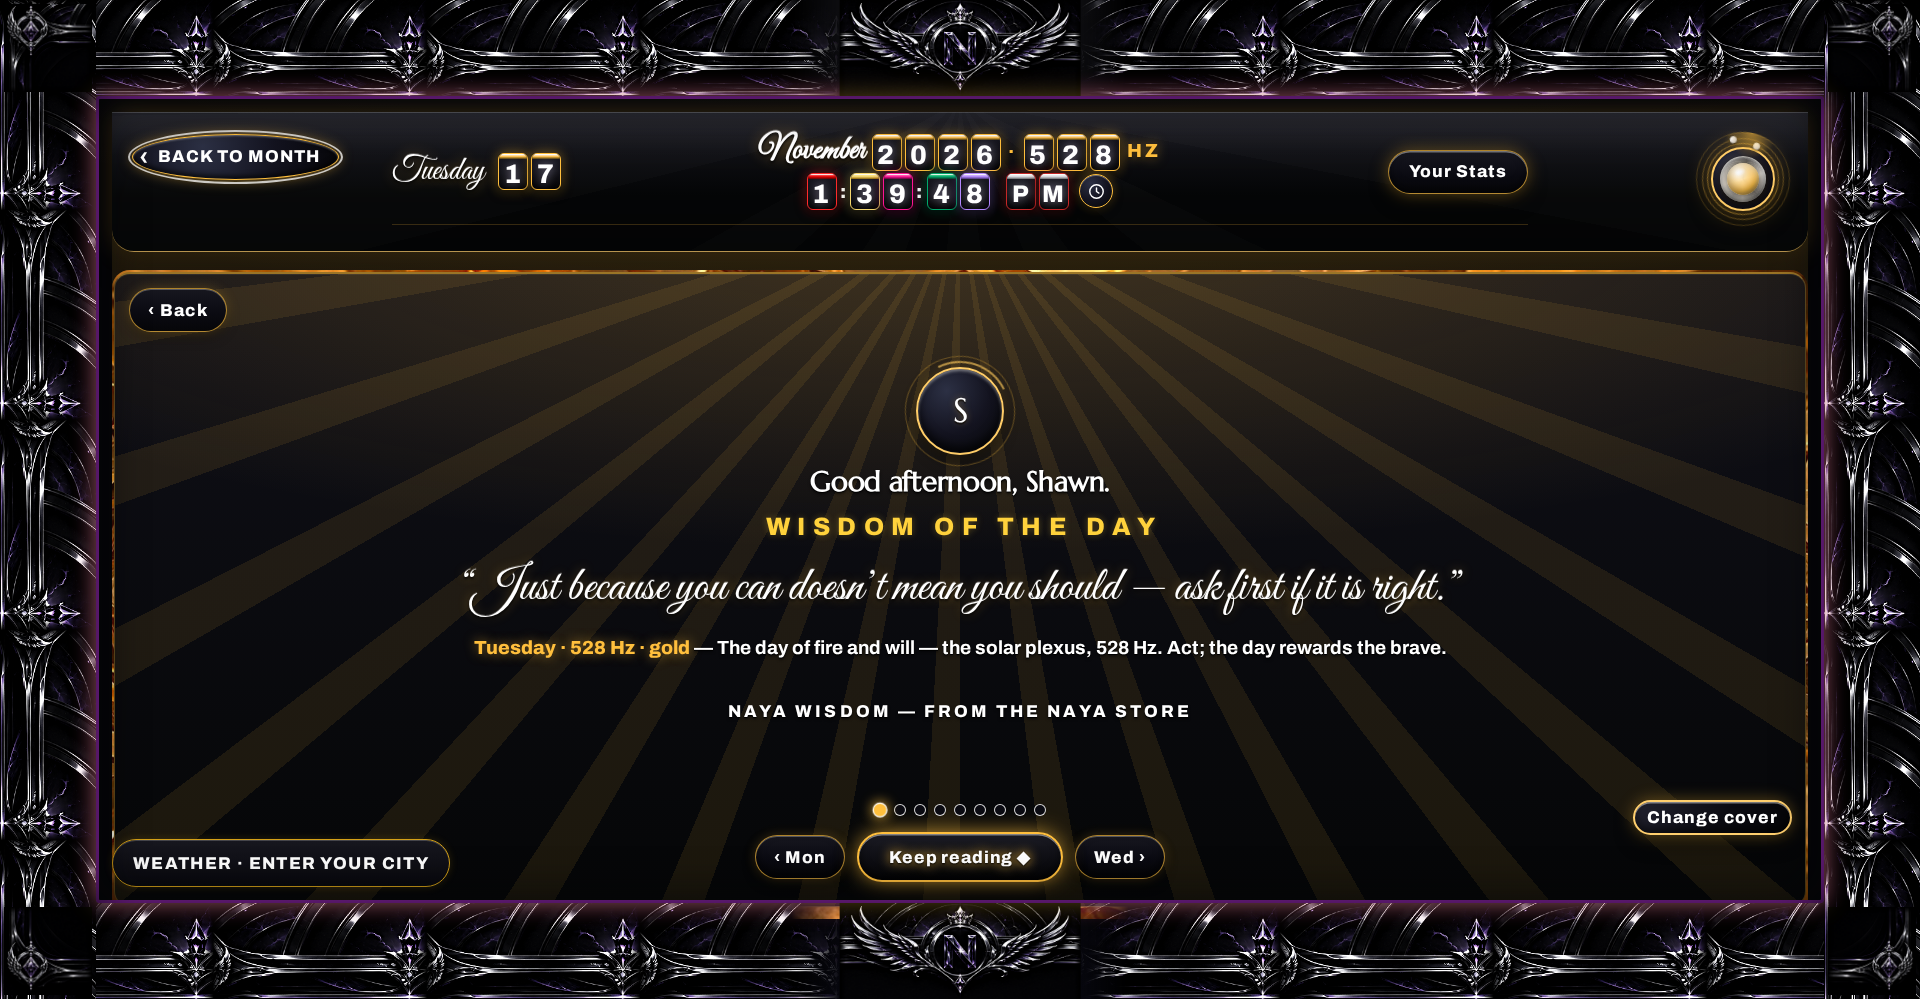 N
‹ BACK TO MONTH
Tuesday 17
November 2026 · 528 HZ
1:39:48 PM
Your Stats
‹ Back
S
Good afternoon, Shawn.
WISDOM OF THE DAY
“Just because you can doesn’t mean you should — ask first if it is right.”
Tuesday · 528 Hz · gold — The day of fire and will — the solar plexus, 528 Hz. Act; the day rewards the brave.
NAYA WISDOM — FROM THE NAYA STORE
Change cover
WEATHER · ENTER YOUR CITY
‹ Mon
Keep reading ◆
Wed ›
N